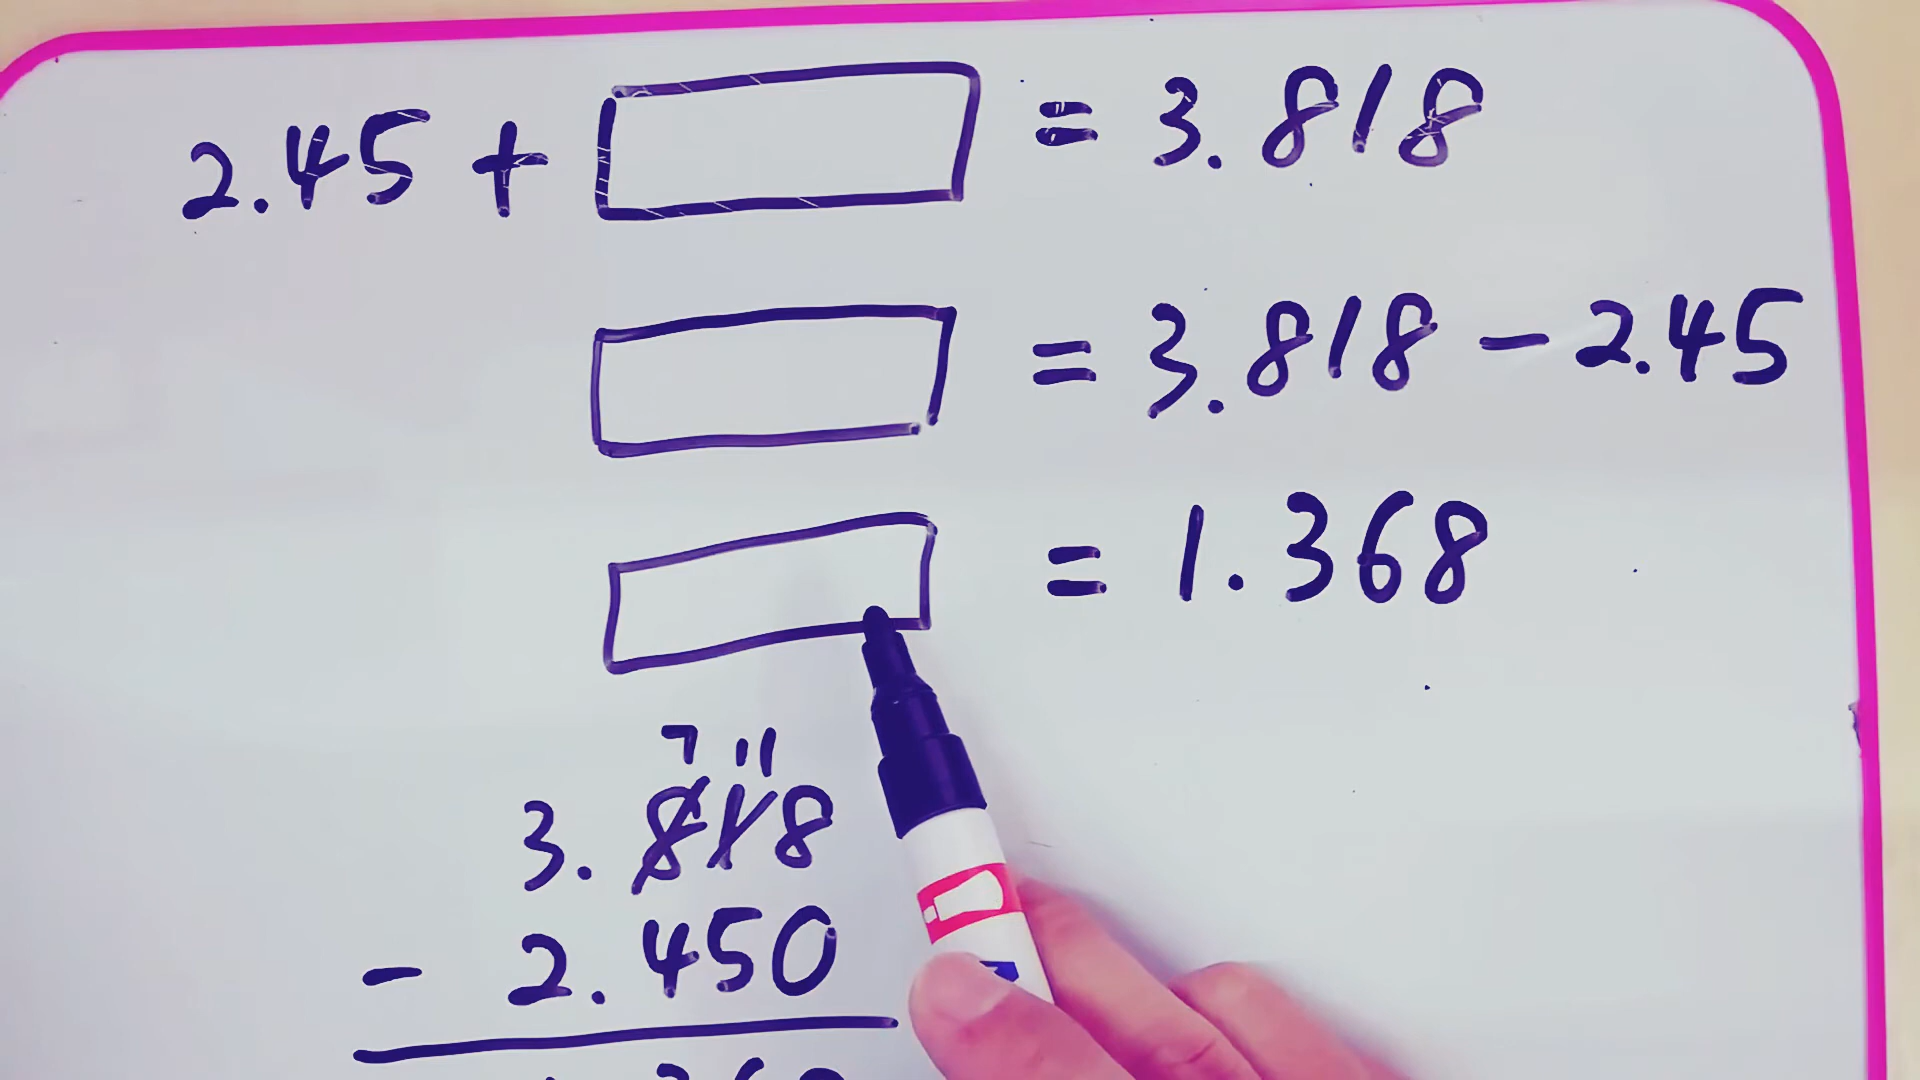 2.45 + = 3.818
= 3.818 - 2.45
= 1.368
7 11
3.818
- 2.450